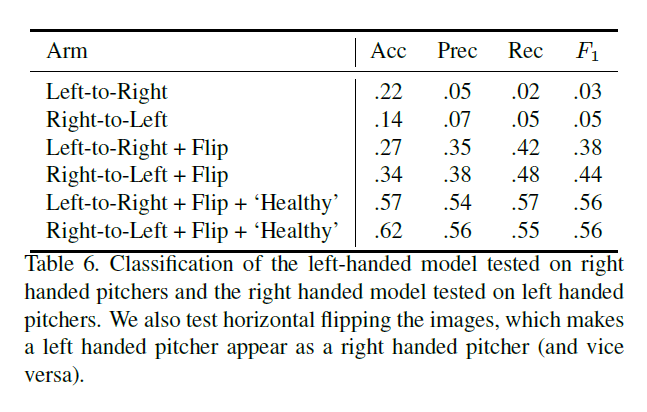 Arm Acc Prec Rec F1
Left-to-Right .22 .05 .02 .03
Right-to-Left .14 .07 .05 .05
Left-to-Right + Flip .27 .35 .42 .38
Right-to-Left + Flip .34 .38 .48 .44
Left-to-Right + Flip + ‘Healthy’ .57 .54 .57 .56
Right-to-Left + Flip + ‘Healthy’ .62 .56 .55 .56
Table 6. Classification of the left-handed model tested on right
handed pitchers and the right handed model tested on left handed
pitchers. We also test horizontal flipping the images, which makes
a left handed pitcher appear as a right handed pitcher (and vice
versa).